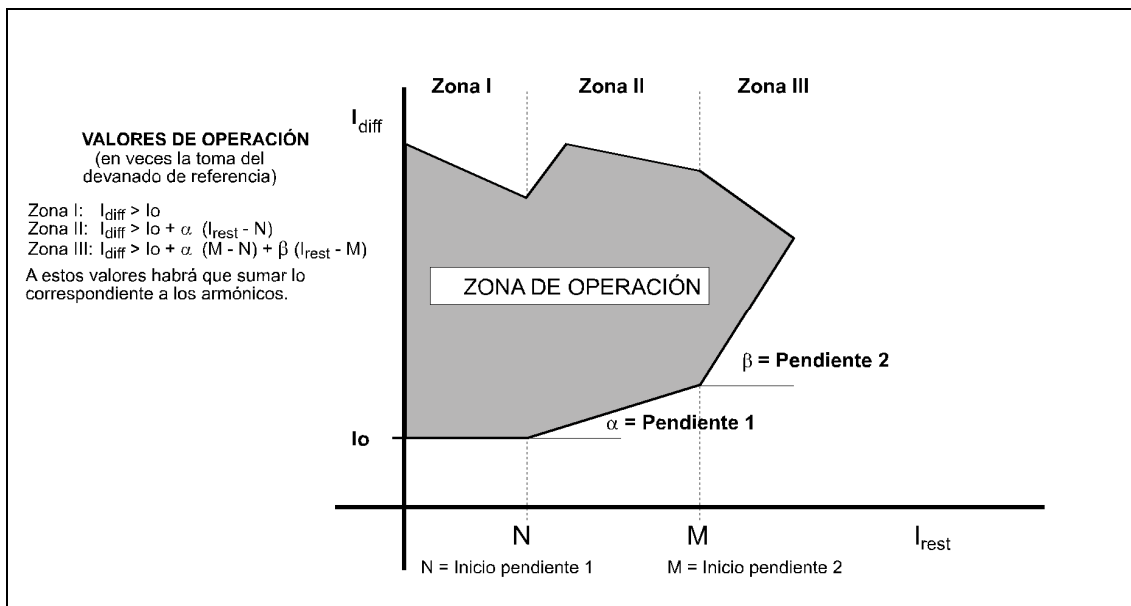 Zona I
Zona II
Zona III
Idiff
VALORES DE OPERACIÓN
(en veces la toma del
devanado de referencia)
Zona I: Idiff > Io
Zona II: Idiff > Io + α (Irest - N)
Zona III: Idiff > Io + α (M - N) + β (Irest - M)
A estos valores habrá que sumar lo
correspondiente a los armónicos.
ZONA DE OPERACIÓN
β = Pendiente 2
α = Pendiente 1
Io
N
M
Irest
N = Inicio pendiente 1
M = Inicio pendiente 2